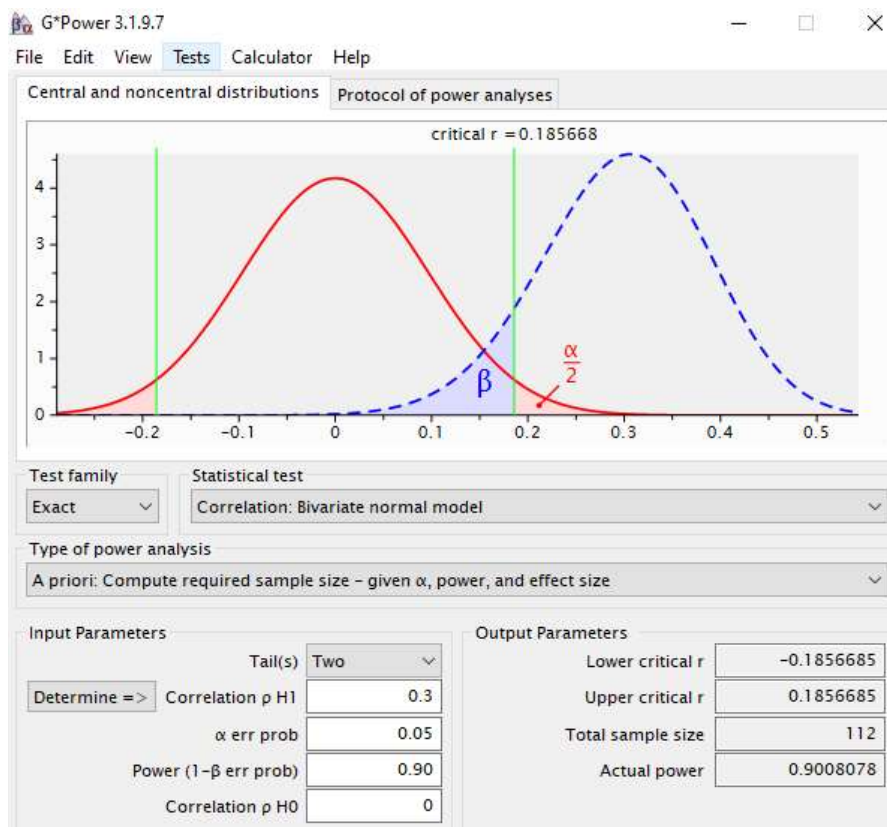 G*Power 3.1.9.7
File Edit View Tests Calculator Help
Central and noncentral distributions Protocol of power analyses
critical r = 0.185668
4
3
2
1
0
β
α
2
-0.2 -0.1 0 0.1 0.2 0.3 0.4 0.5
Test family Statistical test
Exact Correlation: Bivariate normal model
Type of power analysis
A priori: Compute required sample size - given α, power, and effect size
Input Parameters
Tail(s) Two
Determine => Correlation ρ H1 0.3
α err prob 0.05
Power (1-β err prob) 0.90
Correlation ρ H0 0
Output Parameters
Lower critical r -0.1856685
Upper critical r 0.1856685
Total sample size 112
Actual power 0.9008078